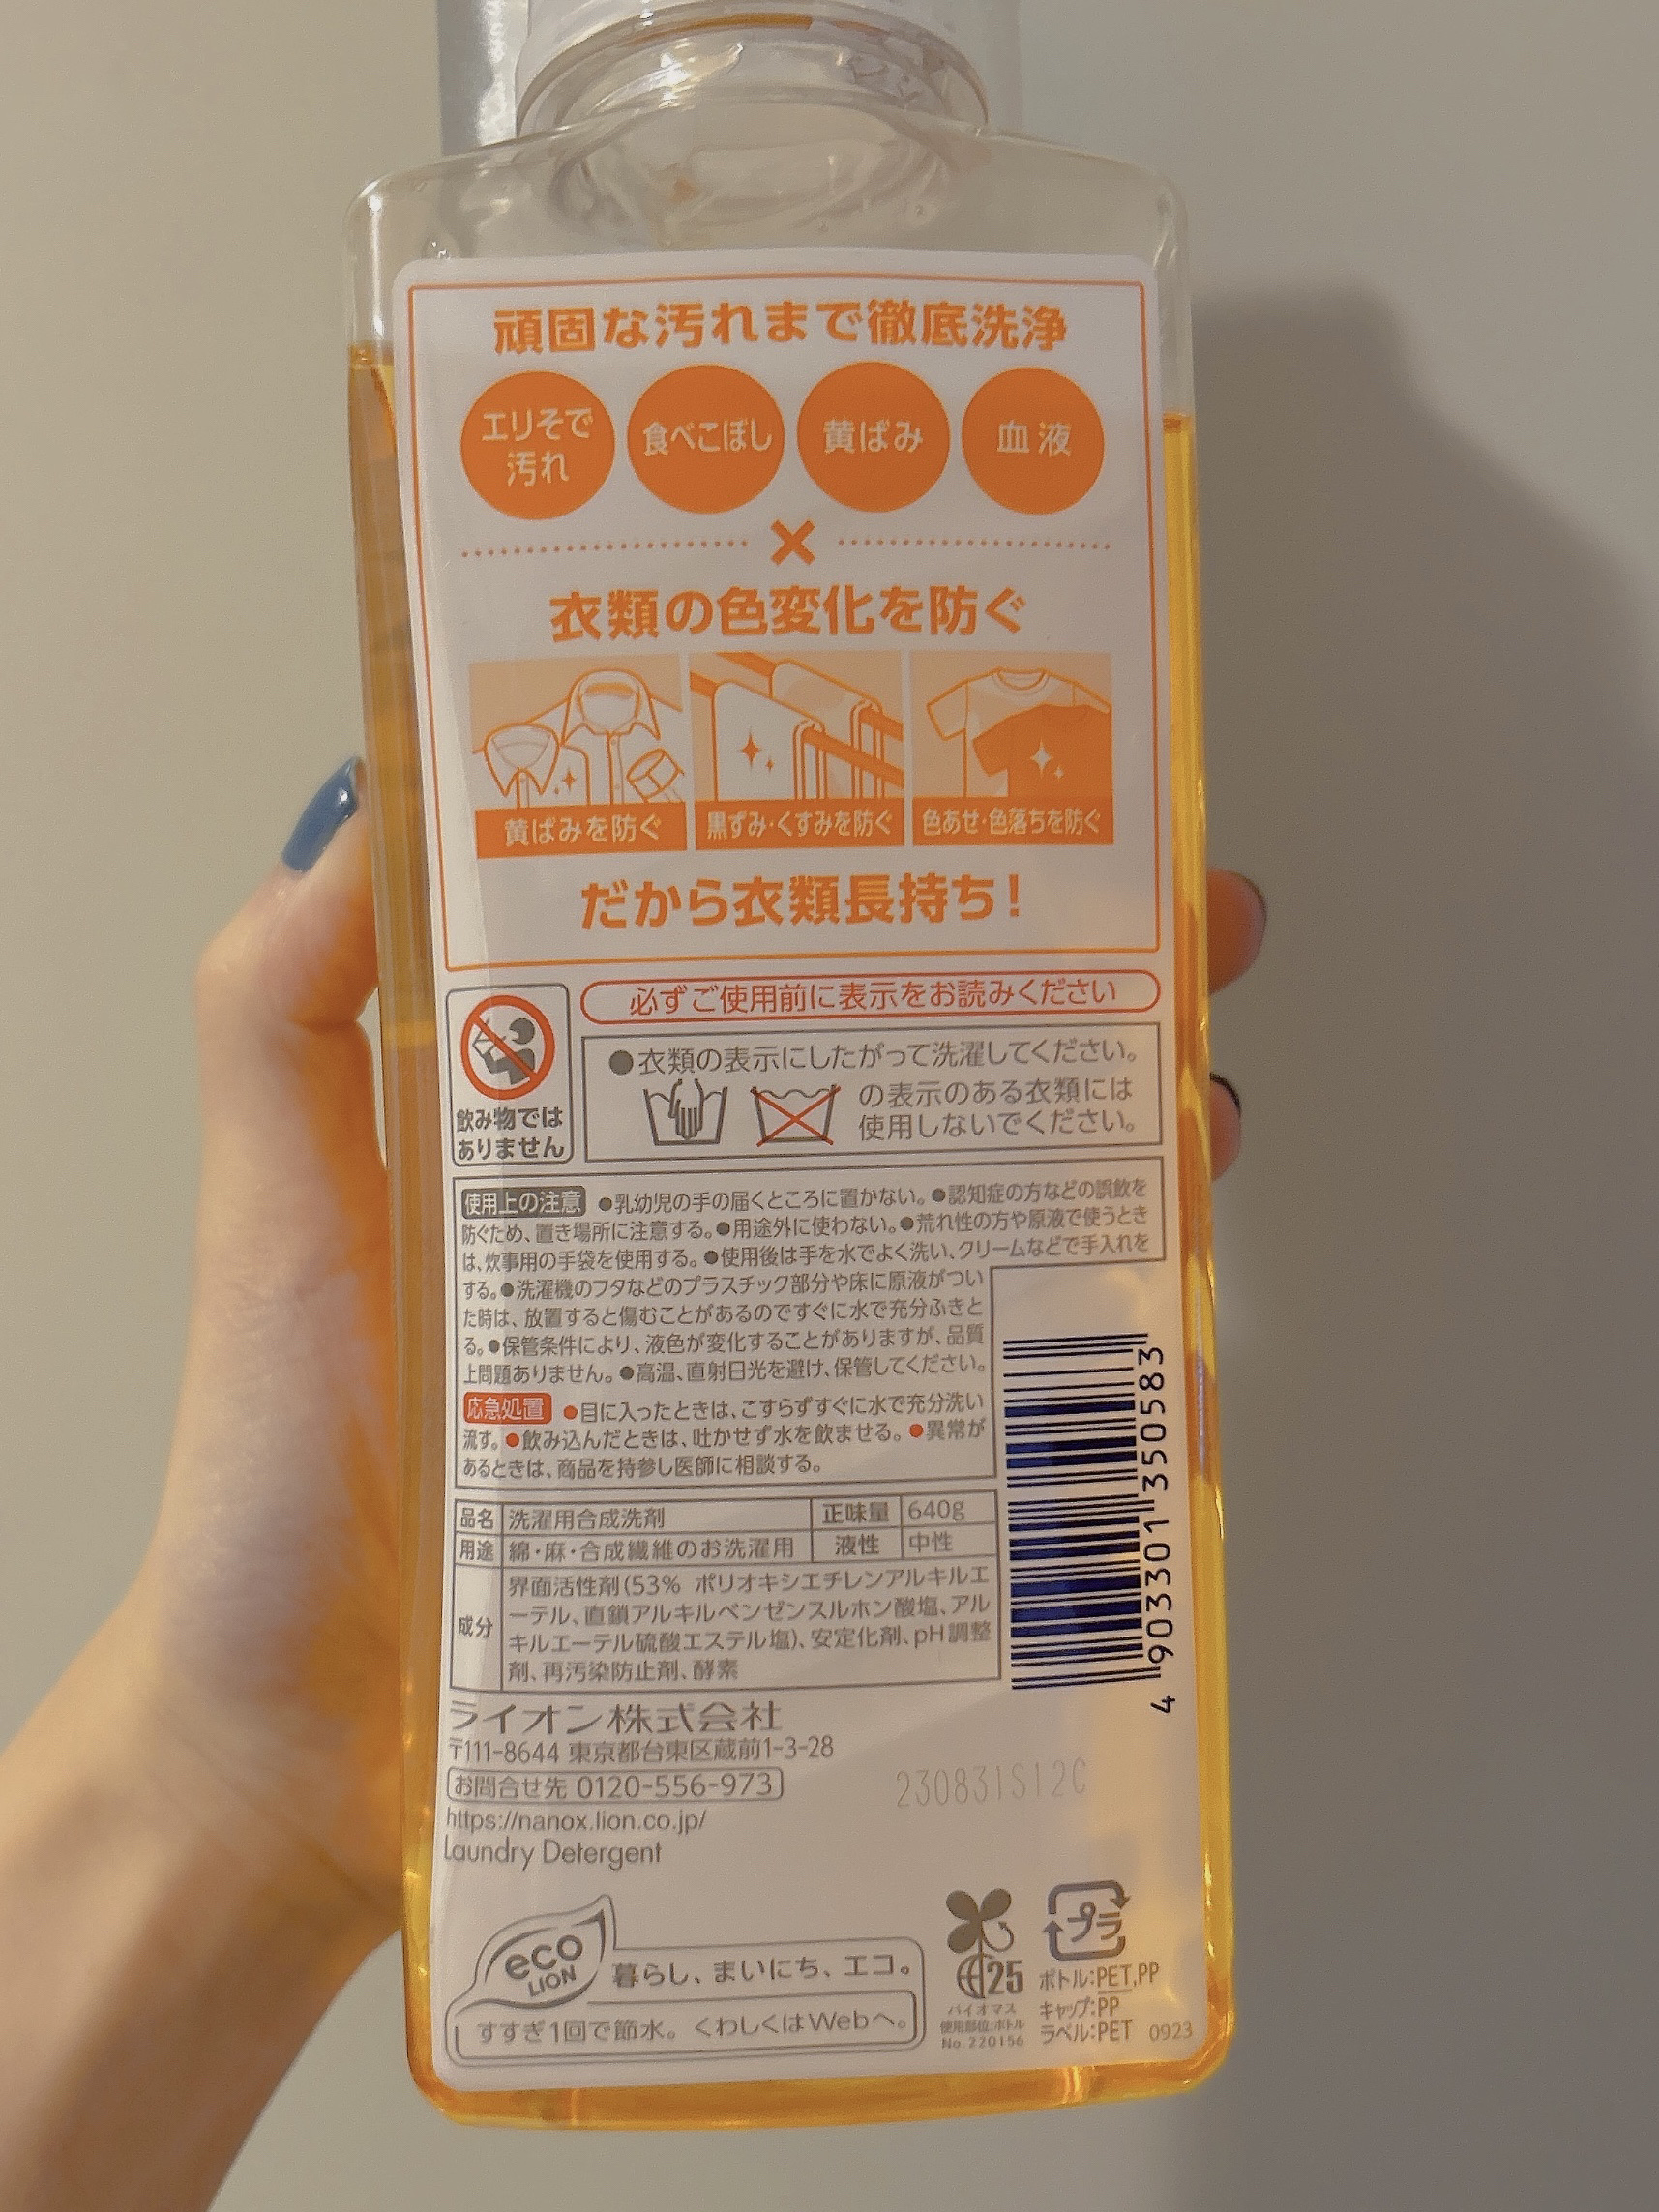 頑固な汚れまで徹底洗浄
エリそで
汚れ
食べこぼし
黄ばみ
血液
×
衣類の色変化を防ぐ
黄ばみを防ぐ
黒ずみ・くすみを防ぐ
色あせ・色落ちを防ぐ
だから衣類長持ち!
飲み物では
ありません
必ずご使用前に表示をお読みください
●衣類の表示にしたがって洗濯してください。
の表示のある衣類には
使用しないでください。
使用上の注意 ●乳幼児の手の届くところに置かない。●認知症の方などの誤飲を
防ぐため、置き場所に注意する。●用途外に使わない。●荒れ性の方や原液で使うとき
は、炊事用の手袋を使用する。●使用後は手を水でよく洗い、クリームなどで手入れを
する。●洗濯機のフタなどのプラスチック部分や床に原液がつい
た時は、放置すると傷むことがあるのですぐに水で充分ふきと
る。●保管条件により、液色が変化することがありますが、品質
上問題ありません。●高温、直射日光を避け、保管してください。
応急処置 ●目に入ったときは、こすらずすぐに水で充分洗い
流す。●飲み込んだときは、吐かせず水を飲ませる。●異常が
あるときは、商品を持参し医師に相談する。
品名 洗濯用合成洗剤 正味量 640g
用途 綿・麻・合成繊維のお洗濯用 液性 中性
成分 界面活性剤(53% ポリオキシエチレンアルキルエ
ーテル、直鎖アルキルベンゼンスルホン酸塩、アル
キルエーテル硫酸エステル塩)、安定化剤、pH調整
剤、再汚染防止剤、酵素
4 903301 350583
ライオン株式会社
〒111-8644 東京都台東区蔵前1-3-28
お問合せ先 0120-556-973
https://nanox.lion.co.jp/
Laundry Detergent
230831S12C
eco
LION
暮らし、まいにち、エコ。
すすぎ1回で節水。くわしくはWebへ。
25
バイオマス
使用部位:ボトル
No.220156
プラ
ボトル:PET,PP
キャップ:PP
ラベル:PET 0923